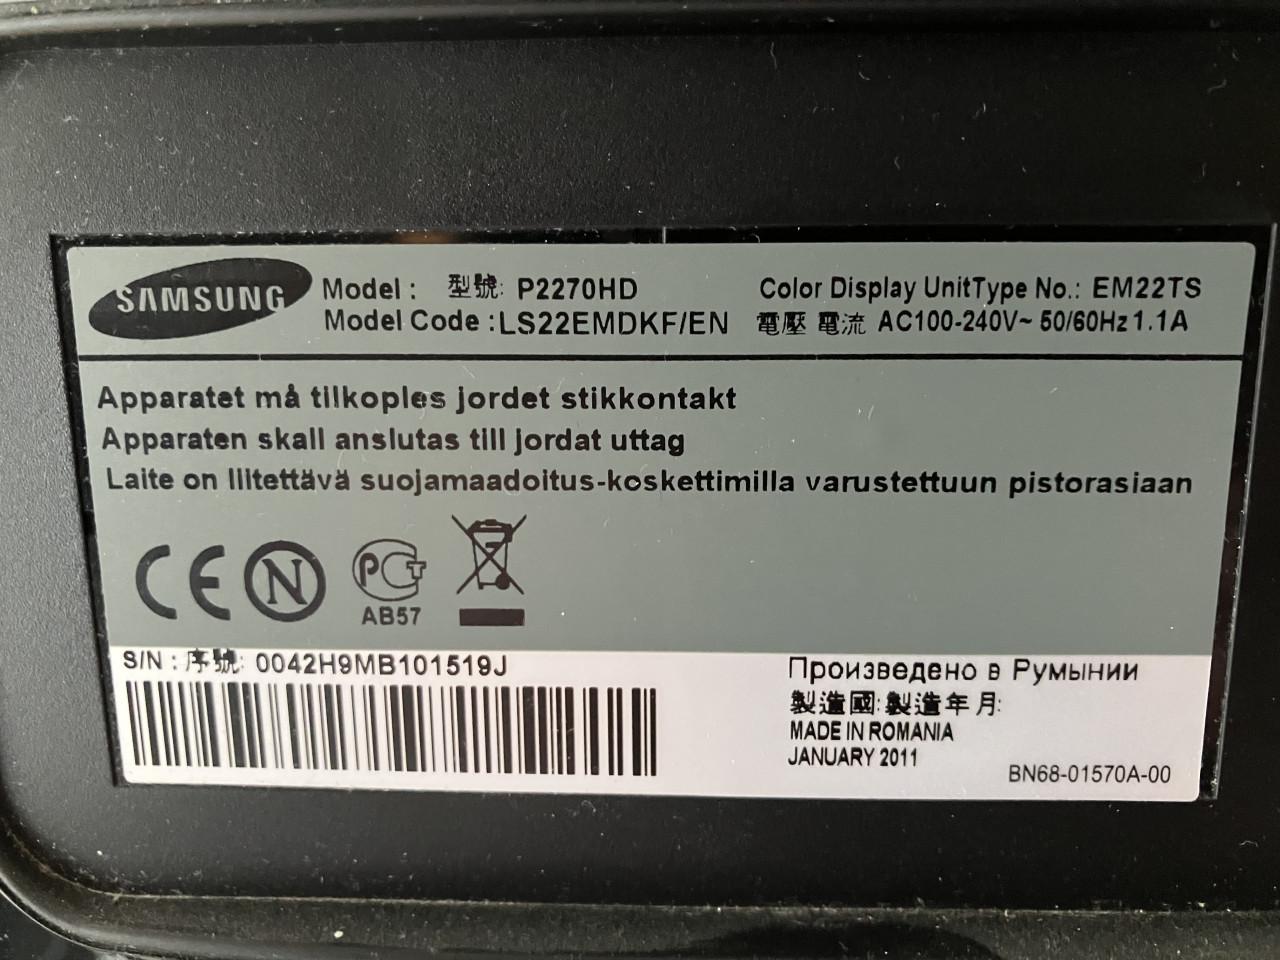 SAMSUNG
Model : 型號: P2270HD
Model Code :LS22EMDKF/EN
Color Display UnitType No.: EM22TS
電壓 電流 AC100-240V~ 50/60Hz 1.1A
Apparatet må tilkoples jordet stikkontakt
Apparaten skall anslutas till jordat uttag
Laite on liitettävä suojamaadoitus-koskettimilla varustettuun pistorasiaan
CE N PCT
AB57
S/N : 序號: 0042H9MB101519J
Произведено в Румынии
製造國: 製造年月:
MADE IN ROMANIA
JANUARY 2011
BN68-01570A-00